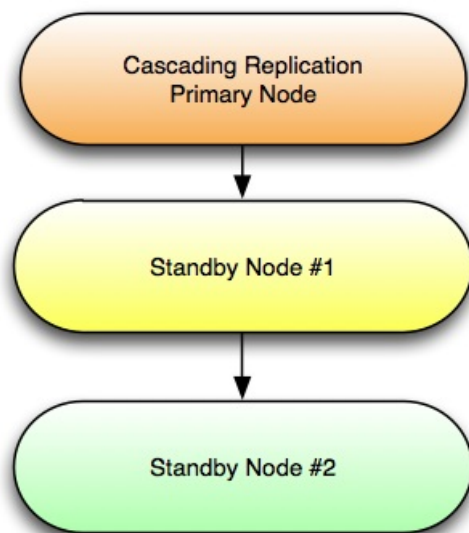 Cascading Replication
Primary Node
Standby Node #1
Standby Node #2